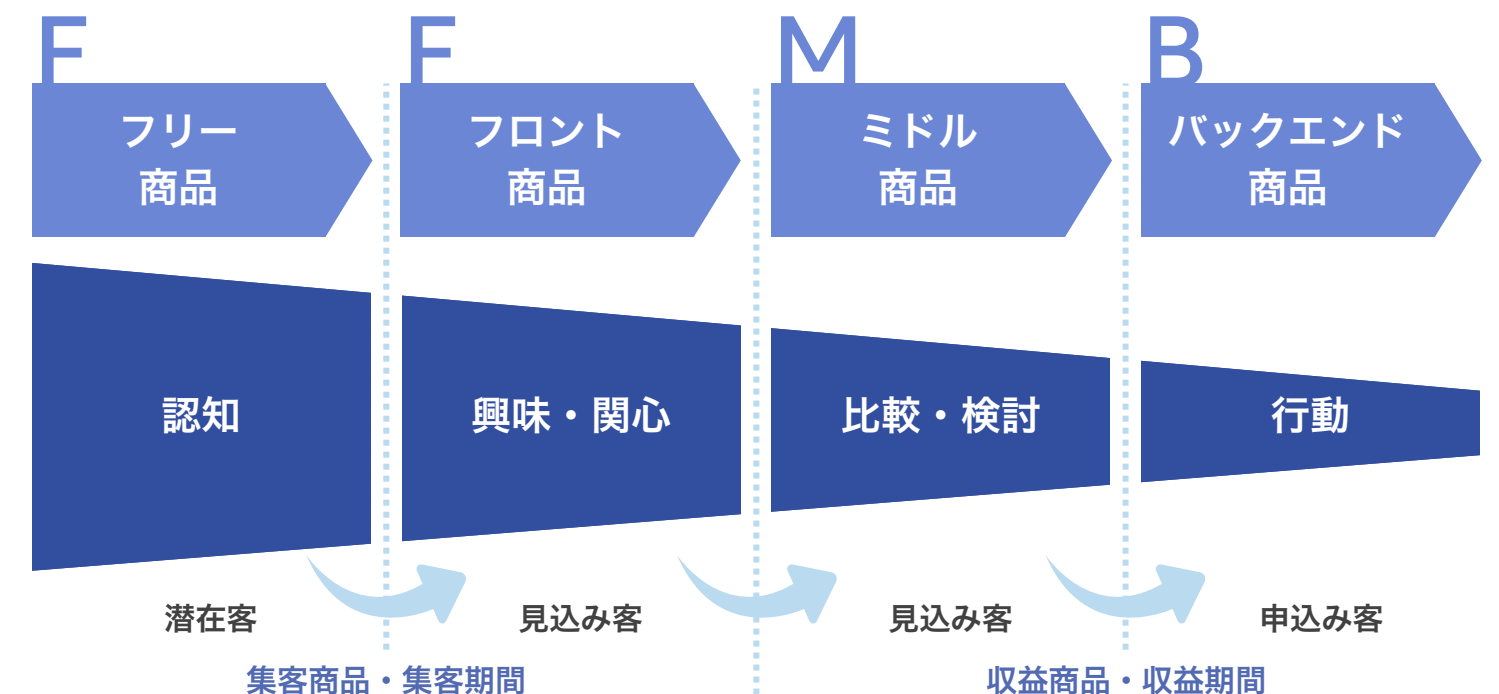 F
F
M
B
フリー
商品
フロント
商品
ミドル
商品
バックエンド
商品
認知
興味・関心
比較・検討
行動
潜在客
見込み客
見込み客
申込み客
集客商品・集客期間
収益商品・収益期間